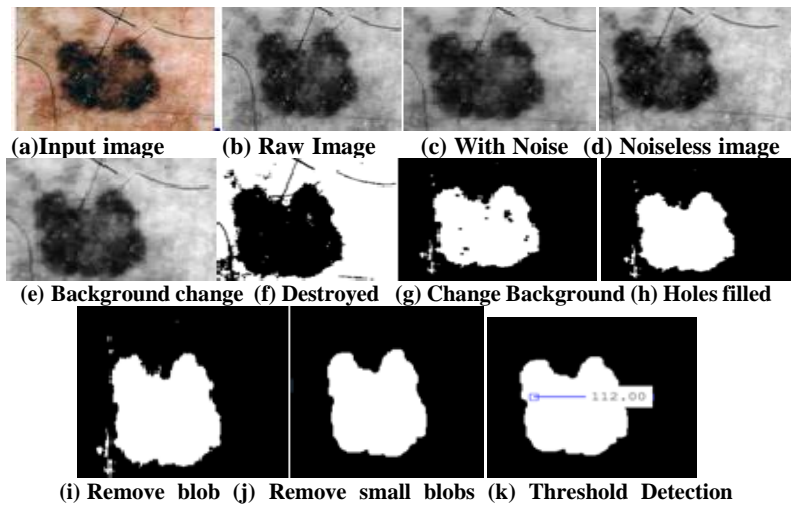 (a)Input image (b) Raw Image (c) With Noise (d) Noiseless image
(e) Background change (f) Destroyed (g) Change Background (h) Holes filled
112.00
(i) Remove blob (j) Remove small blobs (k) Threshold Detection